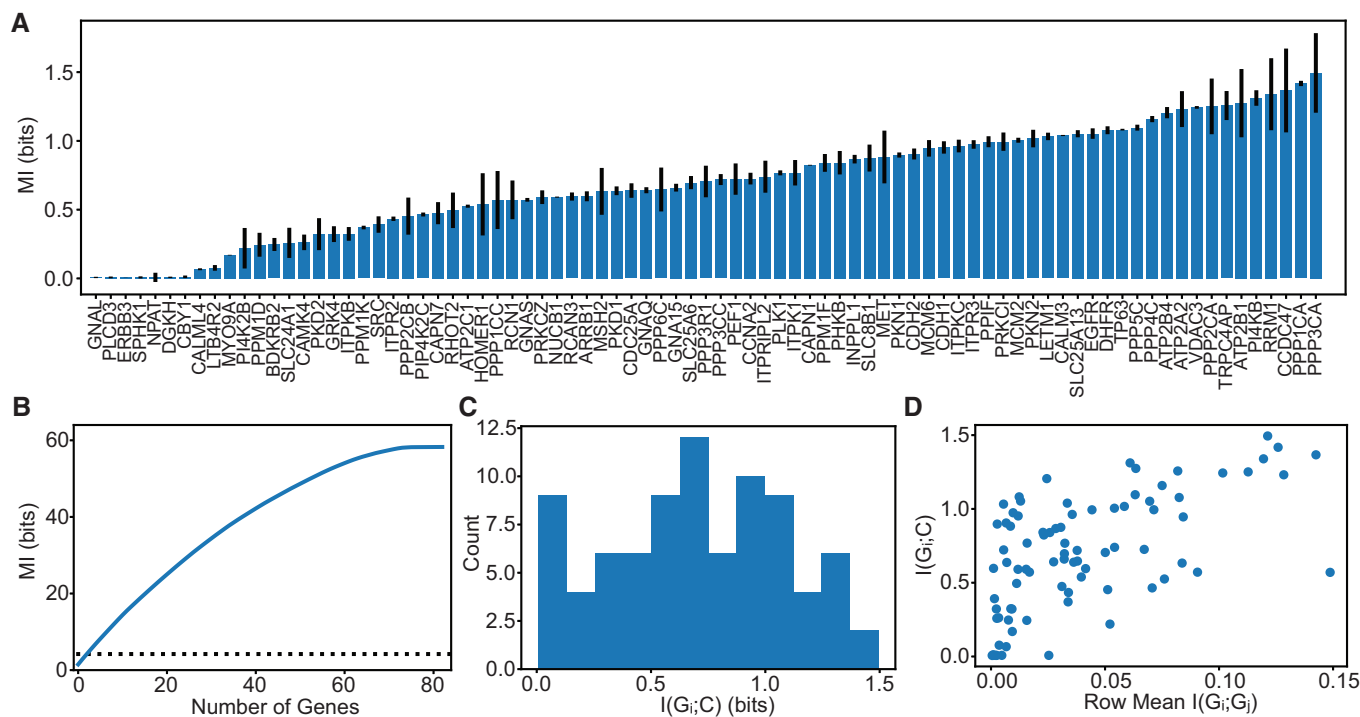 A
MI (bits)
1.5
1.0
0.5
0.0
GNAL
PLCD3
ERBB3
SPHK1
NPAT
DGKH
CBY1
CALML4
LTB4R2
MYO9A
PI4K2B
PPM1D
BDKRB2
SLC24A1
CAMK4
PKD2
GRK4
ITPKB
PPM1K
SRC
ITPR2
PPP2CB
PIP4K2C
CAPN7
RHOT2
ATP2C1
HOMER1
PPP1CC
RCN1
GNAS
PRKCZ
NUCB1
RCAN3
ARRB1
MSH2
PKD1
CDC25A
GNAQ
PPP6C
GNA15
SLC25A6
PPP3R1
PPP3CC
PEF1
CCNA2
ITPRIPL2
PLK1
ITPK1
CAPN1
PPM1F
PHKB
INPPL1
SLC8B1
MET
PKN1
CDH2
MCM6
CDH1
ITPKC
ITPR3
PPIF
PRKCI
MCM2
PKN2
LETM1
CALM3
SLC25A13
EGFR
DHFR
TP63
PPP5C
PPP4C
ATP2B4
ATP2A2
VDAC3
PPP2CA
TRPC4AP
ATP2B1
PI4KB
RRM1
CCDC47
PPP1CA
PPP3CA
B
MI (bits)
60
40
20
0
0 20 40 60 80
Number of Genes
C
Count
12.5
10.0
7.5
5.0
2.5
0.0
0.0 0.5 1.0 1.5
I(Gᵢ;C) (bits)
D
I(Gᵢ;C)
1.5
1.0
0.5
0.0
0.00 0.05 0.10 0.15
Row Mean I(Gᵢ;Gⱼ)